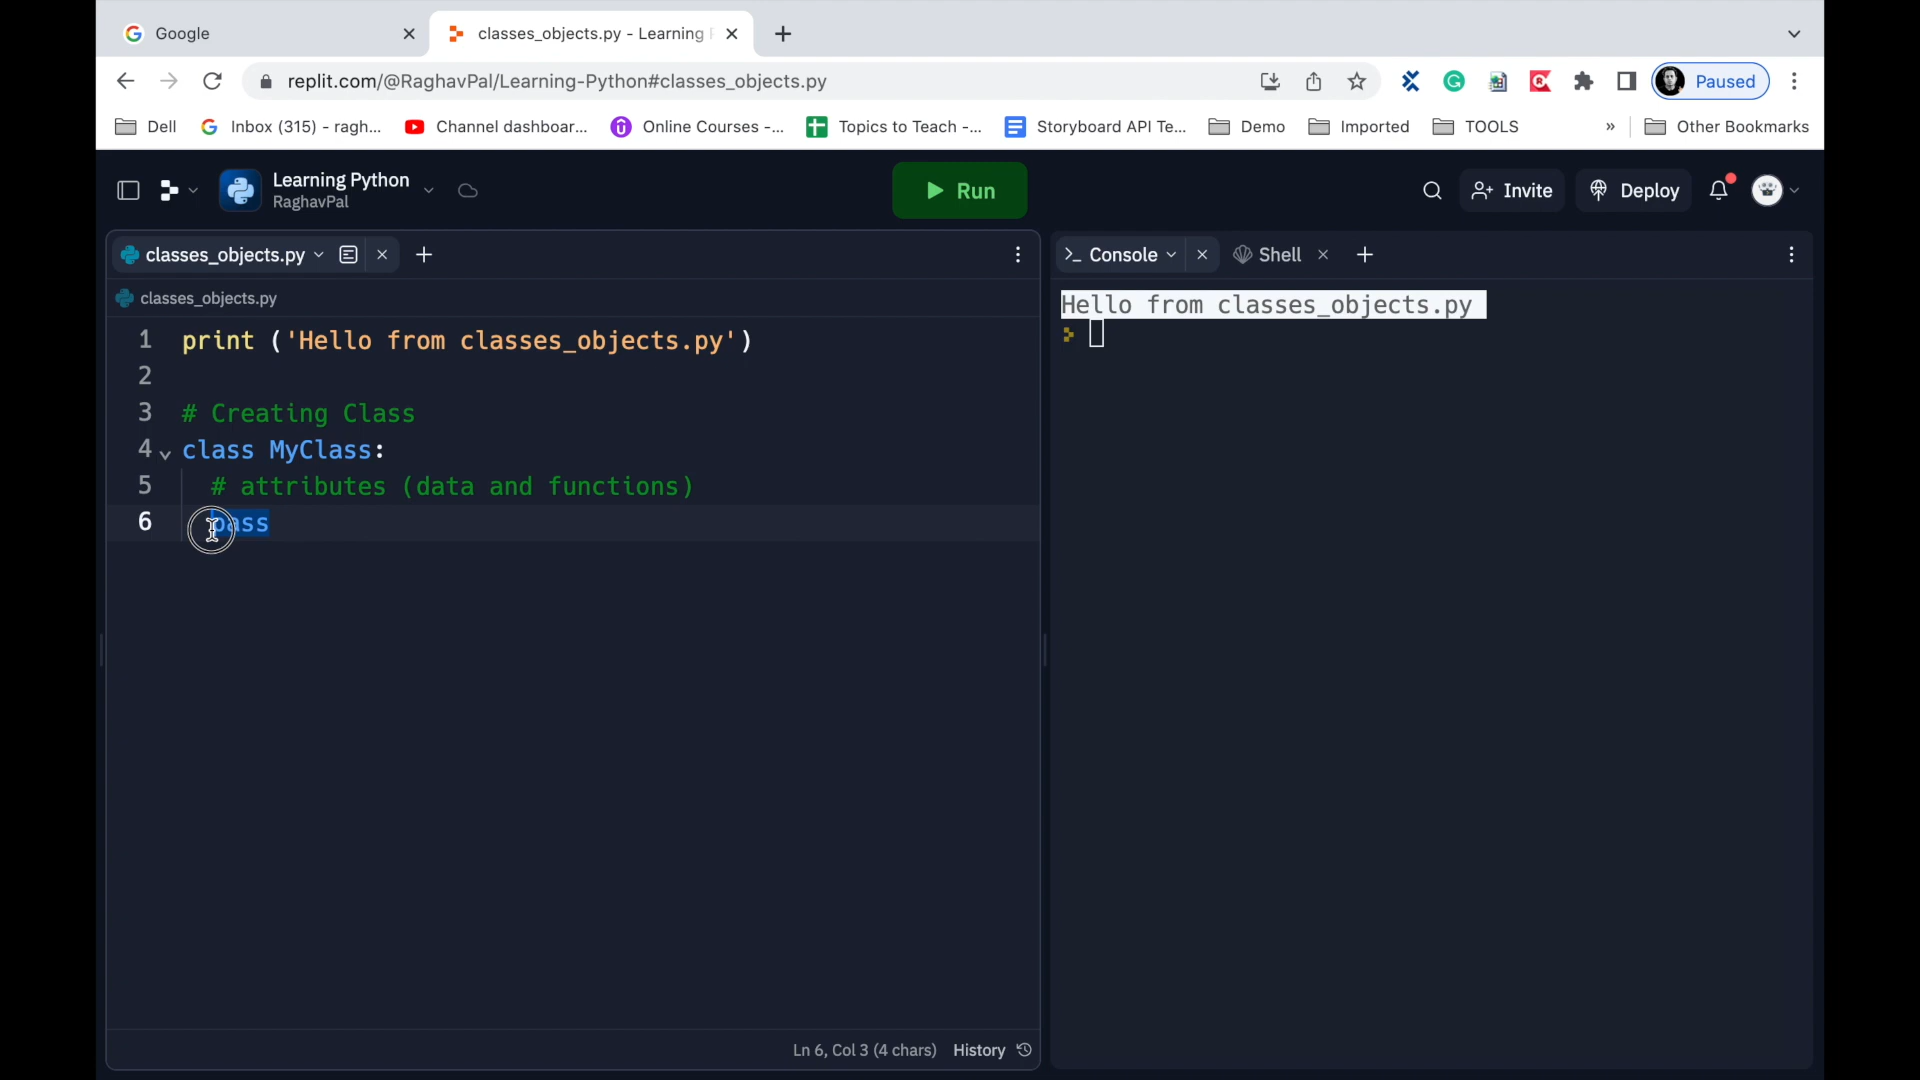 Google
classes_objects.py - Learning
replit.com/@RaghavPal/Learning-Python#classes_objects.py
Paused
Dell
Inbox (315) - ragh...
Channel dashboar...
Online Courses -...
Topics to Teach -...
Storyboard API Te...
Demo
Imported
TOOLS
»
Other Bookmarks
Learning Python
RaghavPal
Run
Invite
Deploy
classes_objects.py
>_ Console
Shell
classes_objects.py
1 print ('Hello from classes_objects.py')
2
3 # Creating Class
4 class MyClass:
5 # attributes (data and functions)
6 pass
Hello from classes_objects.py
Ln 6, Col 3 (4 chars)
History